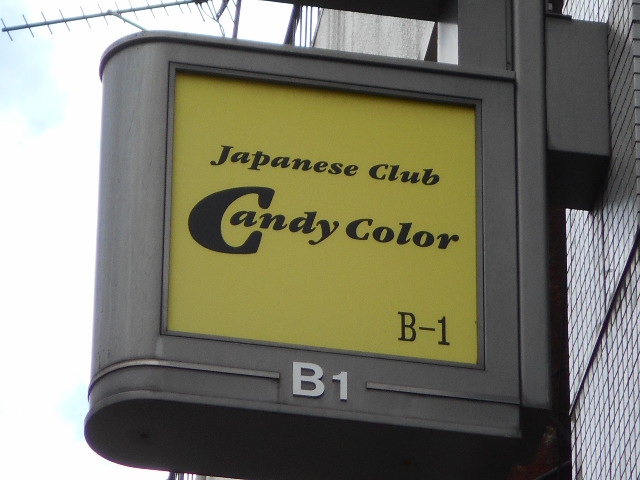 Japanese Club
Candy Color
B-1
B1